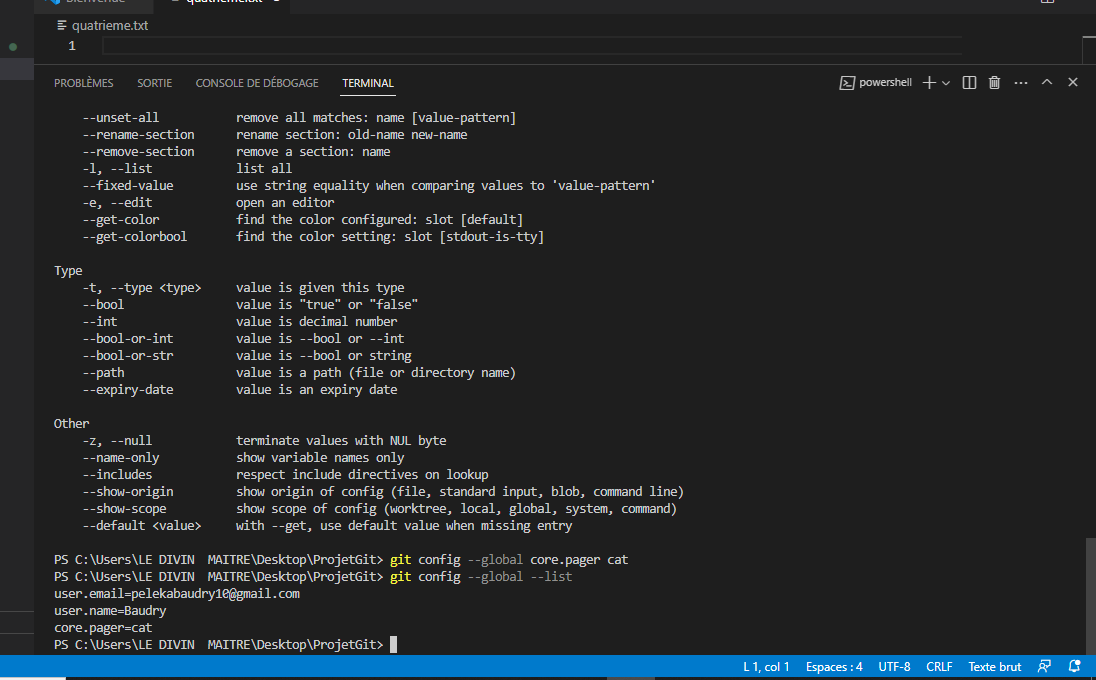 Bienvenue quatrieme.txt
quatrieme.txt
1
PROBLÈMES SORTIE CONSOLE DE DÉBOGAGE TERMINAL powershell
--unset-all remove all matches: name [value-pattern]
--rename-section rename section: old-name new-name
--remove-section remove a section: name
-l, --list list all
--fixed-value use string equality when comparing values to 'value-pattern'
-e, --edit open an editor
--get-color find the color configured: slot [default]
--get-colorbool find the color setting: slot [stdout-is-tty]
Type
-t, --type <type> value is given this type
--bool value is "true" or "false"
--int value is decimal number
--bool-or-int value is --bool or --int
--bool-or-str value is --bool or string
--path value is a path (file or directory name)
--expiry-date value is an expiry date
Other
-z, --null terminate values with NUL byte
--name-only show variable names only
--includes respect include directives on lookup
--show-origin show origin of config (file, standard input, blob, command line)
--show-scope show scope of config (worktree, local, global, system, command)
--default <value> with --get, use default value when missing entry
PS C:\Users\LE DIVIN  MAITRE\Desktop\ProjetGit> git config --global core.pager cat
PS C:\Users\LE DIVIN  MAITRE\Desktop\ProjetGit> git config --global --list
user.email=pelekabaudry10@gmail.com
user.name=Baudry
core.pager=cat
PS C:\Users\LE DIVIN  MAITRE\Desktop\ProjetGit>
L 1, col 1 Espaces : 4 UTF-8 CRLF Texte brut